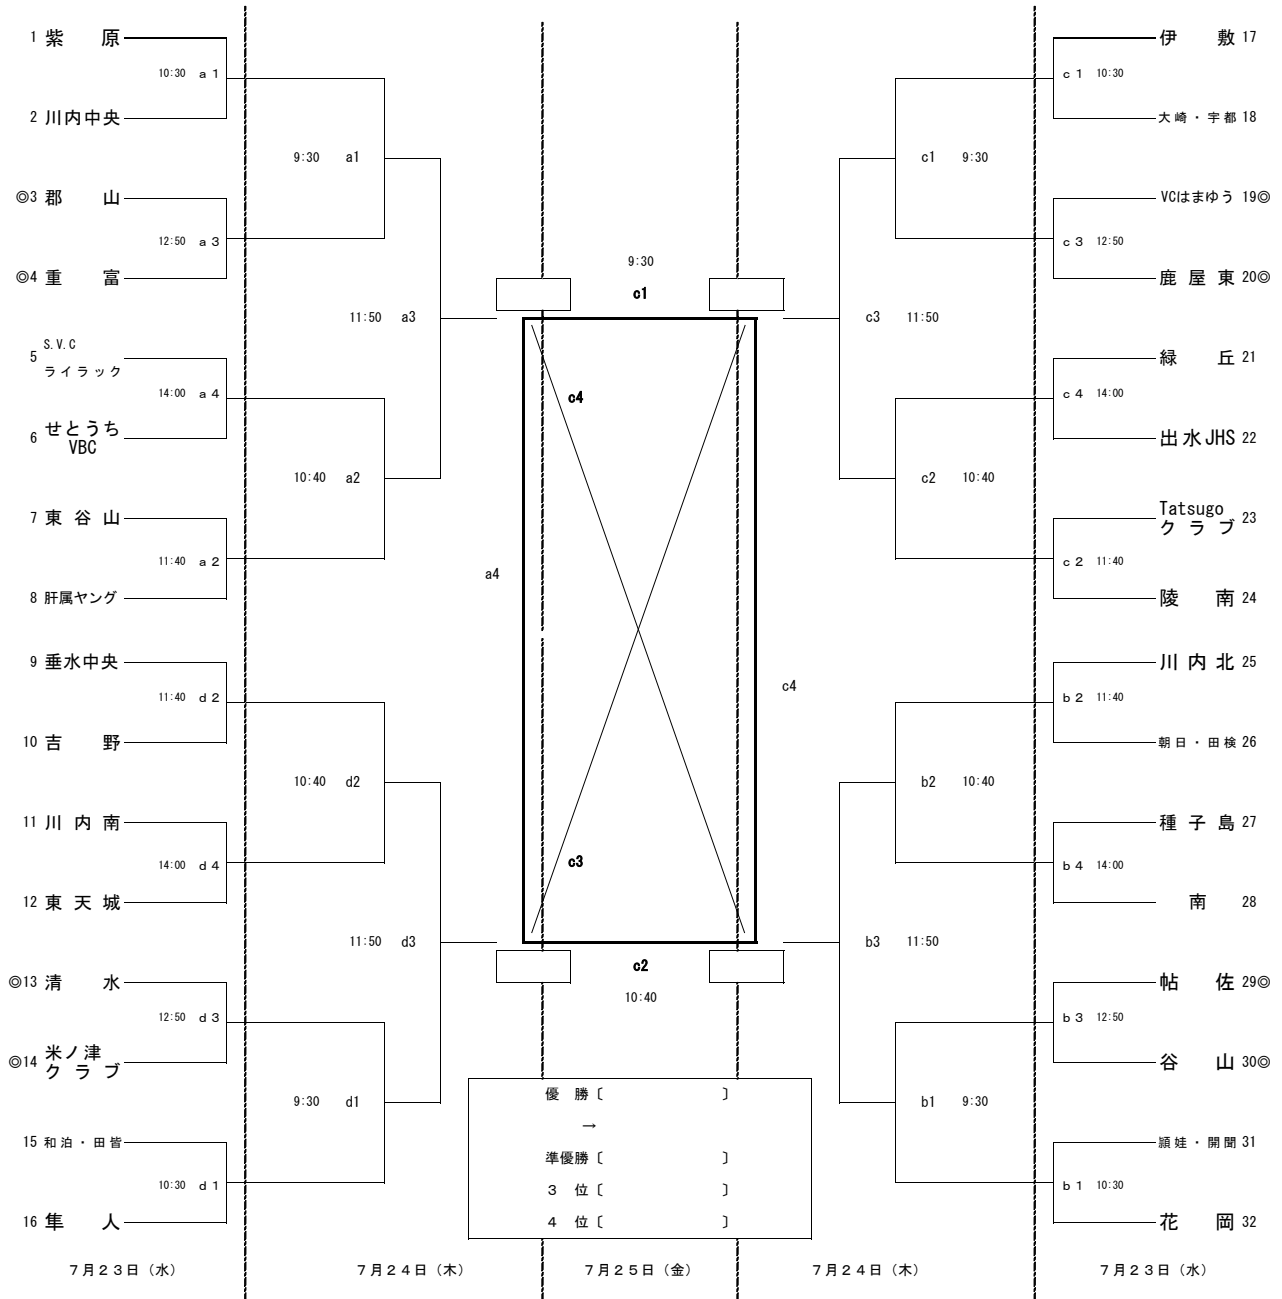 1 紫 原
10:30 a1
2 川内中央
9:30 a1
◎3 郡 山
12:50 a3
◎4 重 富
11:50 a3
5 S.V.C
ライラック
14:00 a4
6 せとうち
VBC
10:40 a2
7 東谷山
11:40 a2
8 肝属ヤング
9 垂水中央
11:40 d2
10 吉 野
10:40 d2
11 川内南
14:00 d4
12 東天城
11:50 d3
◎13 清 水
12:50 d3
◎14 米ノ津
クラブ
9:30 d1
15 和泊・田皆
10:30 d1
16 隼 人
9:30
c1
c4
a4
c4
c3
c2
10:40
優 勝〔 〕
→
準優勝〔 〕
3 位〔 〕
4 位〔 〕
伊 敷 17
c1 10:30
大崎・宇都 18
c1 9:30
VCはまゆう 19◎
c3 12:50
鹿屋東 20◎
c3 11:50
緑 丘 21
c4 14:00
出水JHS 22
c2 10:40
Tatsugo
クラブ 23
c2 11:40
陵 南 24
川内北 25
b2 11:40
朝日・田検 26
b2 10:40
種子島 27
b4 14:00
南 28
b3 11:50
帖 佐 29◎
b3 12:50
谷 山 30◎
b1 9:30
頴娃・開聞 31
b1 10:30
花 岡 32
7月23日（水）
7月24日（木）
7月25日（金）
7月24日（木）
7月23日（水）